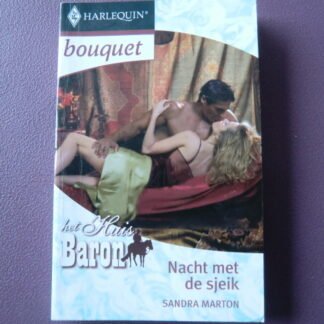 HARLEQUIN®
bouquet
het Huis
Baron
Nacht met
de sjeik
SANDRA MARTON